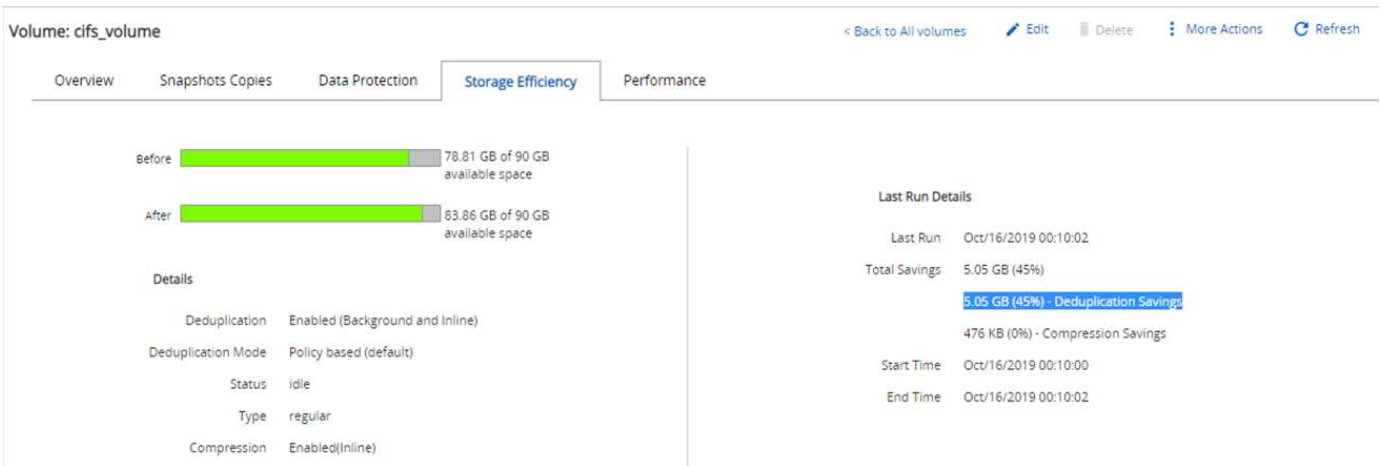 Volume: cifs_volume
< Back to All volumes Edit Delete More Actions Refresh
Overview Snapshots Copies Data Protection Storage Efficiency Performance
Before 78.81 GB of 90 GB
available space
After 83.86 GB of 90 GB
available space
Details
Deduplication Enabled (Background and Inline)
Deduplication Mode Policy based (default)
Status idle
Type regular
Compression Enabled(Inline)
Last Run Details
Last Run Oct/16/2019 00:10:02
Total Savings 5.05 GB (45%)
5.05 GB (45%) - Deduplication Savings
476 KB (0%) - Compression Savings
Start Time Oct/16/2019 00:10:00
End Time Oct/16/2019 00:10:02